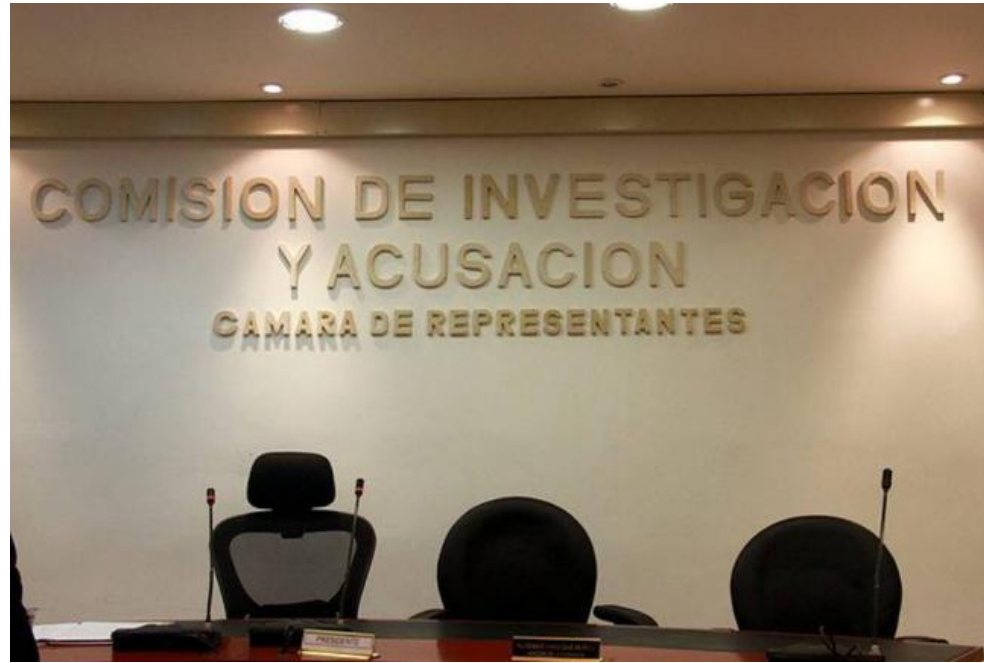 COMISION DE INVESTIGACION
Y ACUSACION
CAMARA DE REPRESENTANTES
PRESIDENTE